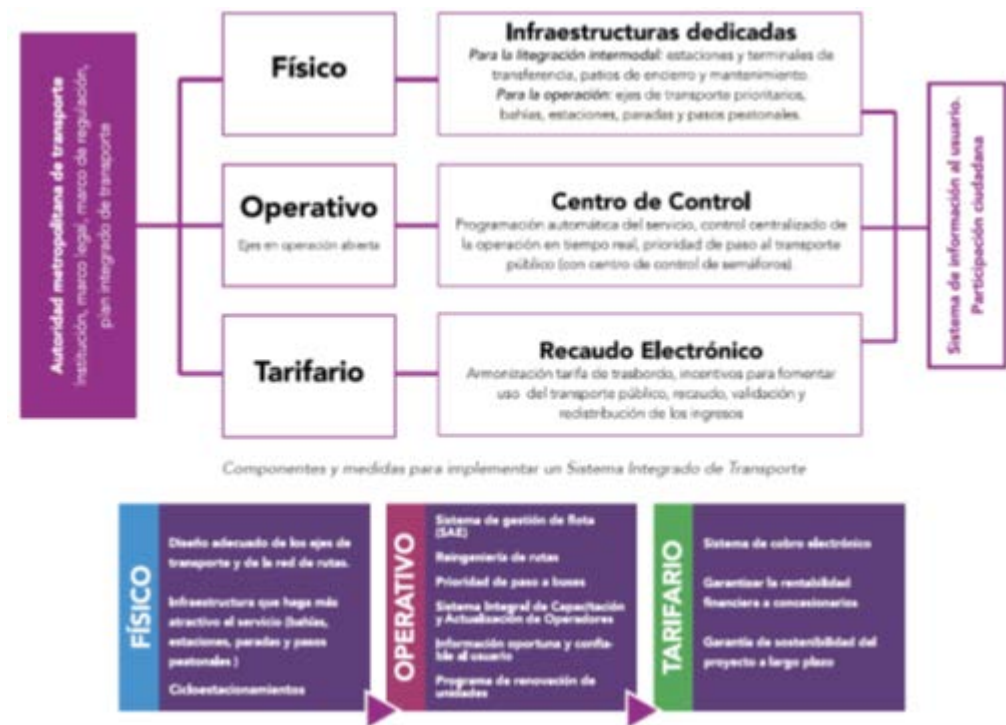 Autoridad metropolitana de transporte
Institución, marco legal, marco de regulación,
plan integrado de transporte
Físico
Infraestructuras dedicadas
Para la litegración intermodal: estaciones y terminales de
transferencia, patios de encierro y mantenimiento.
Para la operación: ejes de transporte prioritarios,
bahías, estaciones, paradas y pasos peatonales.
Operativo
Ejes en operación abierta
Centro de Control
Programación automática del servicio, control centralizado de
la operación en tiempo real, prioridad de paso al transporte
público (con centro de control de semáforos)
Tarifario
Recaudo Electrónico
Armonización tarifa de trasbordo, incentivos para fomentar
uso del transporte público, recaudo, validación y
redistribución de los ingresos
Sistema de información al usuario.
Participación ciudadana
Componentes y medidas para implementar un Sistema Integrado de Transporte
FÍSICO
Diseño adecuado de los ejes de
transporte y de la red de rutas.
Infraestructura que haga más
atractivo el servicio (bahías,
estaciones, paradas y pasos
peatonales )
Cicloestacionamientos
OPERATIVO
Sistema de gestión de flota
(SAE)
Reingeniería de rutas
Prioridad de paso a buses
Sistema Integral de Capacitación
y Actualización de Operadores
Información oportuna y confia-
ble al usuario
Programa de renovación de
unidades
TARIFARIO
Sistema de cobro electrónico
Garantizar la rentabilidad
financiera a concesionarios
Garantía de sostenibilidad del
proyecto a largo plazo